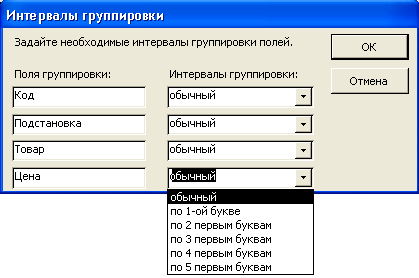 Интервалы группировки
Задайте необходимые интервалы группировки полей.
OK
Отмена
Поля группировки: Интервалы группировки:
Код обычный
Подстановка обычный
Товар обычный
Цена обычный
обычный
по 1-ой букве
по 2 первым буквам
по 3 первым буквам
по 4 первым буквам
по 5 первым буквам